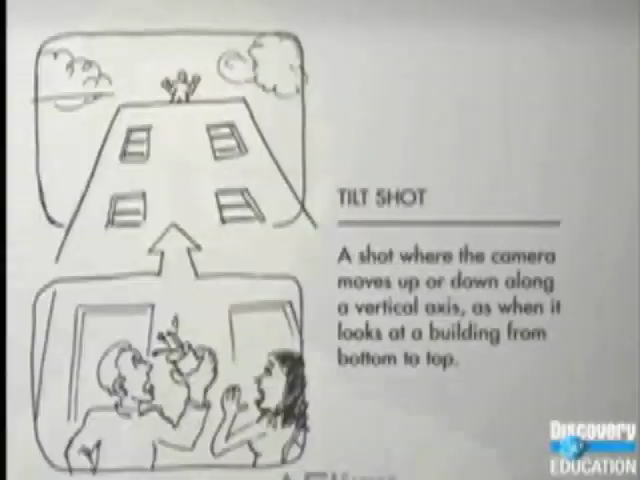 TILT SHOT
A shot where the camera
moves up or down along
a vertical axis, as when it
looks at a building from
bottom to top.
Discovery
EDUCATION